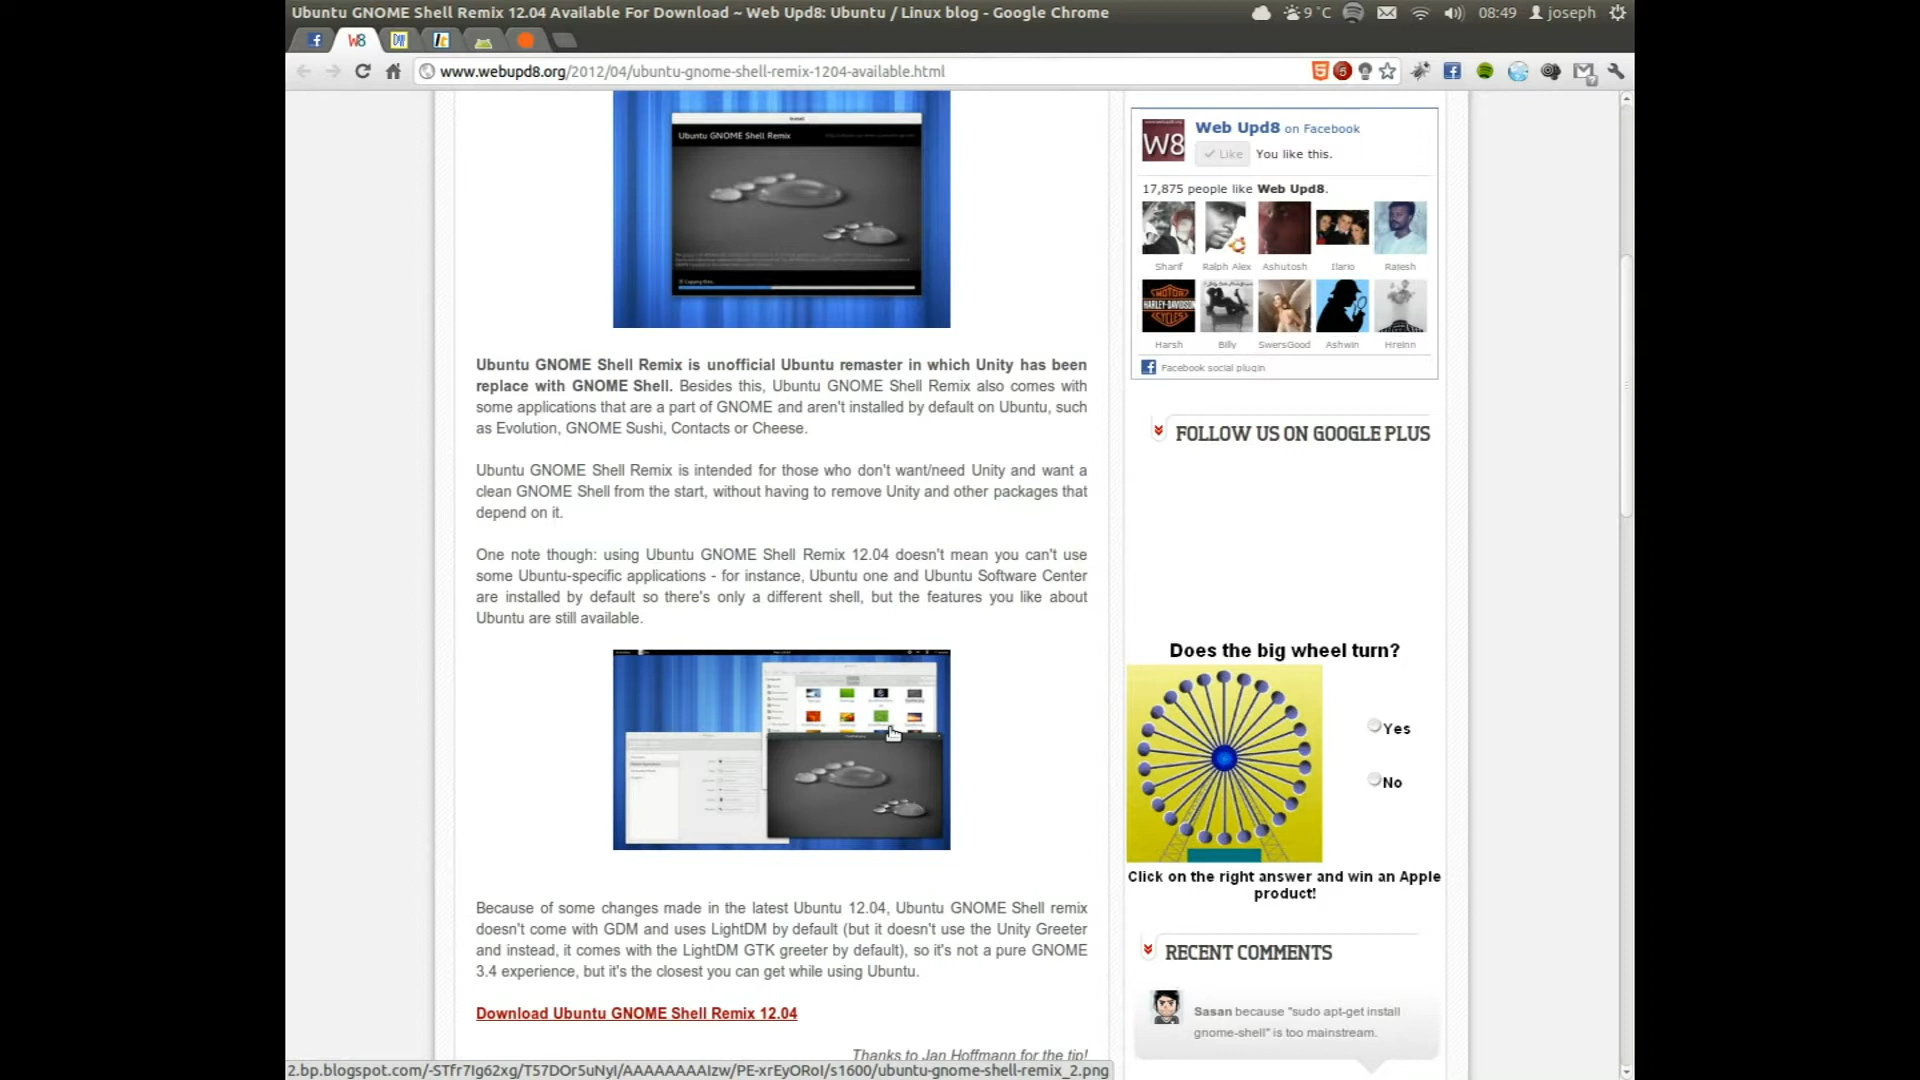 Ubuntu GNOME Shell Remix 12.04 Available For Download ~ Web Upd8: Ubuntu / Linux blog - Google Chrome
9 °C
08:49
joseph
W8
www.webupd8.org/2012/04/ubuntu-gnome-shell-remix-1204-available.html
Install
Ubuntu GNOME Shell Remix
Ubuntu GNOME Shell Remix is unofficial Ubuntu remaster in which Unity has been
replace with GNOME Shell. Besides this, Ubuntu GNOME Shell Remix also comes with
some applications that are a part of GNOME and aren't installed by default on Ubuntu, such
as Evolution, GNOME Sushi, Contacts or Cheese.
Ubuntu GNOME Shell Remix is intended for those who don't want/need Unity and want a
clean GNOME Shell from the start, without having to remove Unity and other packages that
depend on it.
One note though: using Ubuntu GNOME Shell Remix 12.04 doesn't mean you can't use
some Ubuntu-specific applications - for instance, Ubuntu one and Ubuntu Software Center
are installed by default so there's only a different shell, but the features you like about
Ubuntu are still available.
Because of some changes made in the latest Ubuntu 12.04, Ubuntu GNOME Shell remix
doesn't come with GDM and uses LightDM by default (but it doesn't use the Unity Greeter
and instead, it comes with the LightDM GTK greeter by default), so it's not a pure GNOME
3.4 experience, but it's the closest you can get while using Ubuntu.
Download Ubuntu GNOME Shell Remix 12.04
Thanks to Jan Hoffmann for the tip!
W8
Web Upd8 on Facebook
Like
You like this.
17,875 people like Web Upd8.
Sharif
Ralph Alex
Ashutosh
Ilario
Rajesh
MOTOR
HARLEY-DAVIDSON
CYCLES
Harsh
Billy
SwersGood
Ashwin
Hreinn
Facebook social plugin
FOLLOW US ON GOOGLE PLUS
Does the big wheel turn?
Yes
No
Click on the right answer and win an Apple
product!
RECENT COMMENTS
Sasan because "sudo apt-get install
gnome-shell" is too mainstream.
2.bp.blogspot.com/-STfr7Ig62xg/T57DOr5uNyI/AAAAAAAAIzw/PE-xrEyORoI/s1600/ubuntu-gnome-shell-remix_2.png